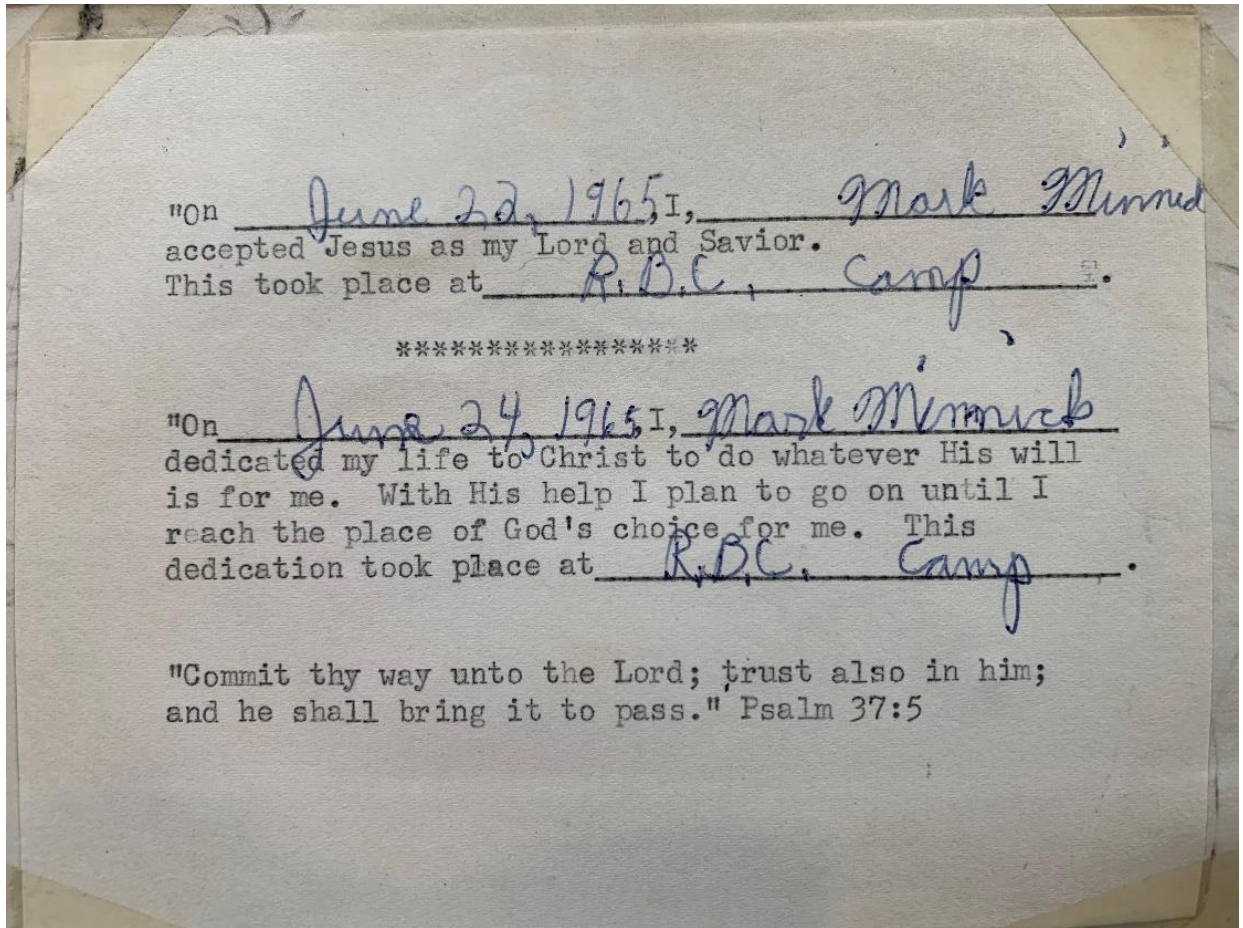 "On June 22, 1965, I, Mark Minnick
accepted Jesus as my Lord and Savior.
This took place at R.B.C. Camp .
*****************
"On June 24, 1965, I, Mark Minnick
dedicated my life to Christ to do whatever His will
is for me. With His help I plan to go on until I
reach the place of God's choice for me. This
dedication took place at R.B.C. Camp .
"Commit thy way unto the Lord; trust also in him;
and he shall bring it to pass." Psalm 37:5